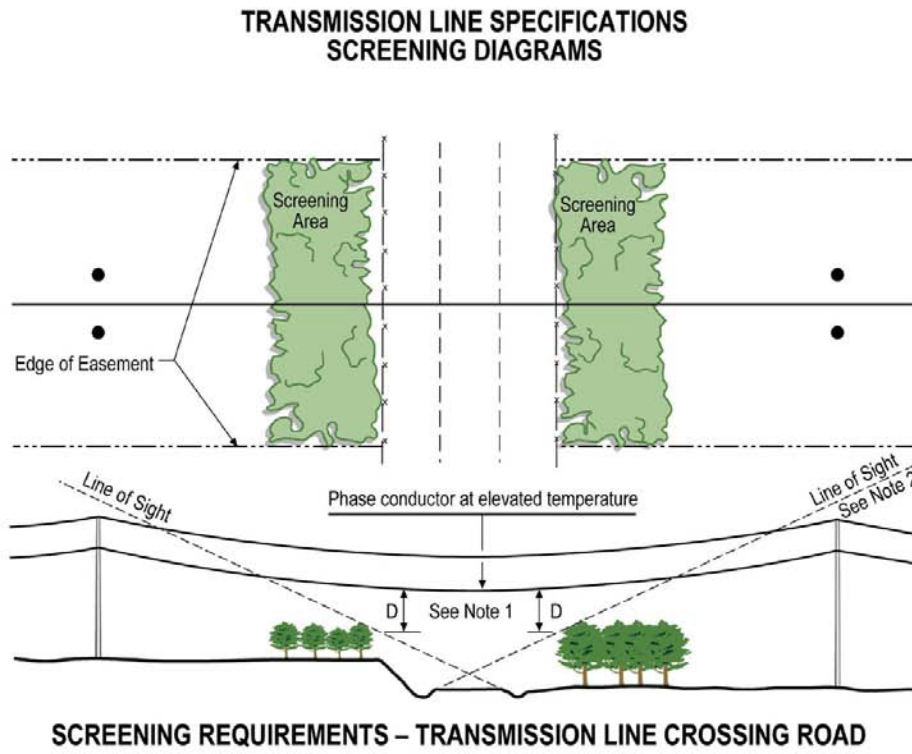 TRANSMISSION LINE SPECIFICATIONS
SCREENING DIAGRAMS
Screening
Area
Screening
Area
Edge of Easement
Line of Sight
Phase conductor at elevated temperature
Line of Sight
See Note 2
D
See Note 1
D
SCREENING REQUIREMENTS – TRANSMISSION LINE CROSSING ROAD